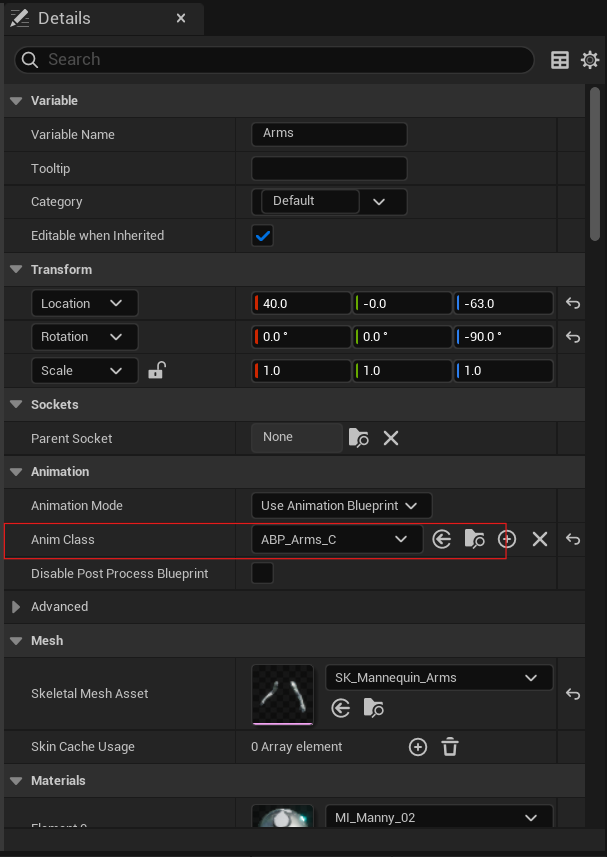 Details
Search
Variable
Variable Name Arms
Tooltip
Category Default
Editable when Inherited
Transform
Location 40.0 -0.0 -63.0
Rotation 0.0 ° 0.0 ° -90.0 °
Scale 1.0 1.0 1.0
Sockets
Parent Socket None
Animation
Animation Mode Use Animation Blueprint
Anim Class ABP_Arms_C
Disable Post Process Blueprint
Advanced
Mesh
Skeletal Mesh Asset SK_Mannequin_Arms
Skin Cache Usage 0 Array element
Materials
Element 0 MI_Manny_02